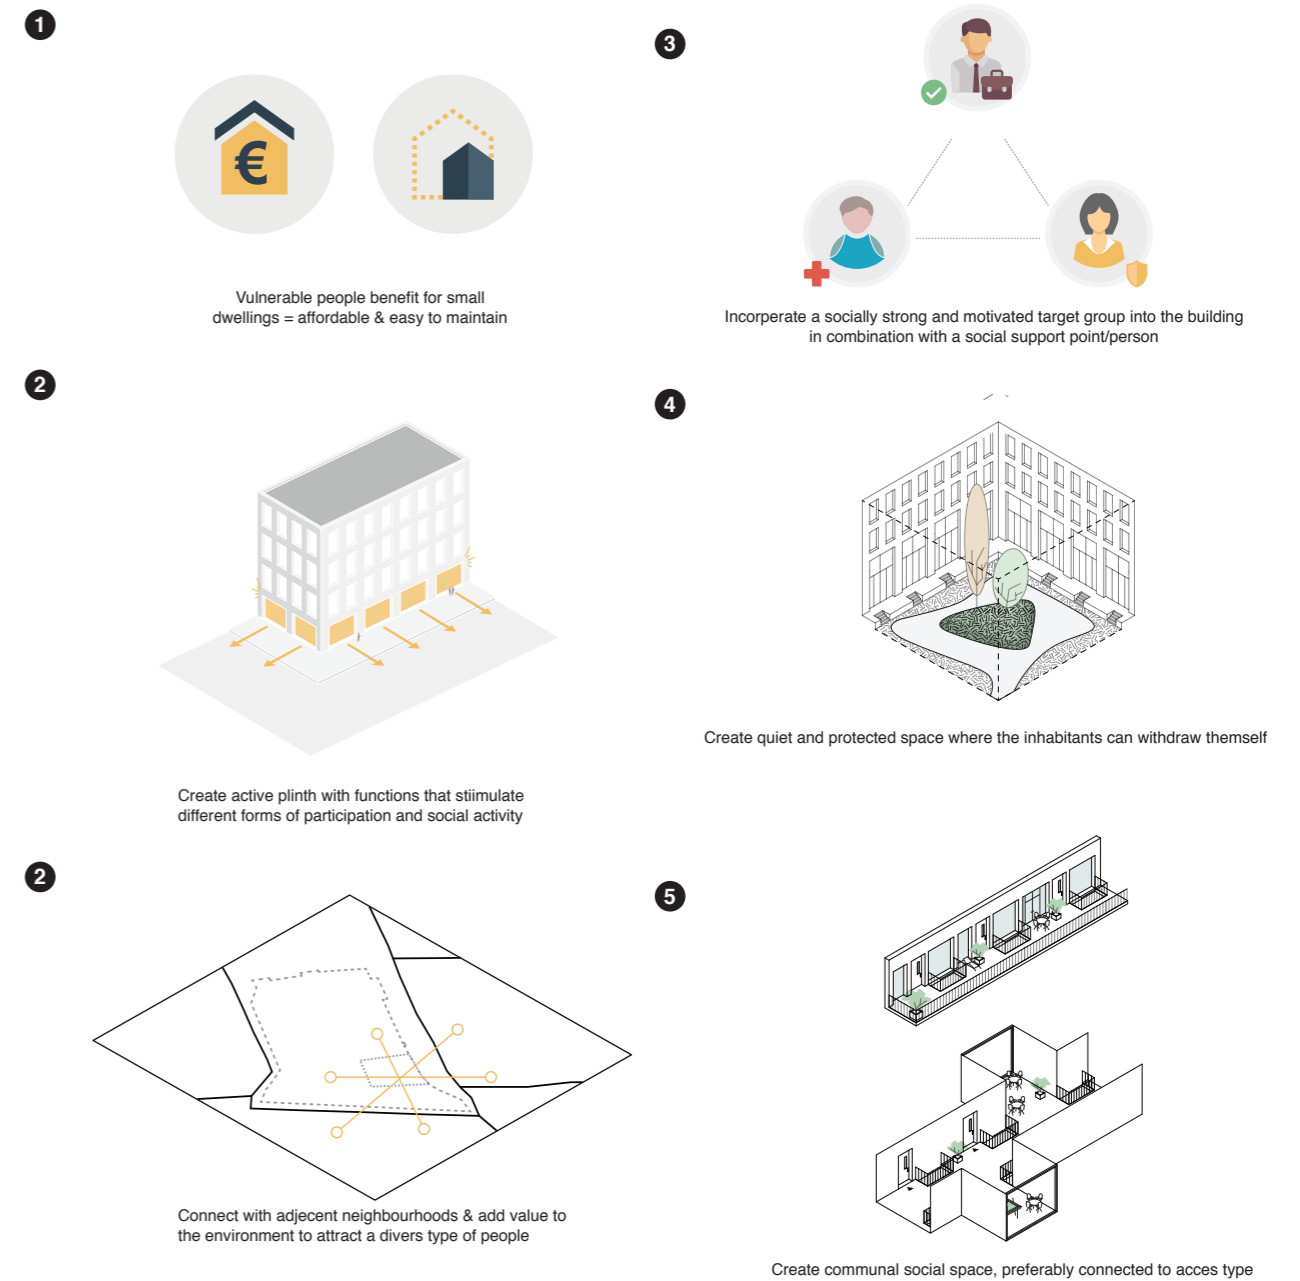 1
€
Vulnerable people benefit for small
dwellings = affordable & easy to maintain
2
Create active plinth with functions that stiimulate
different forms of participation and social activity
2
Connect with adjecent neighbourhoods & add value to
the environment to attract a divers type of people
3
Incorperate a socially strong and motivated target group into the building
in combination with a social support point/person
4
Create quiet and protected space where the inhabitants can withdraw themself
5
Create communal social space, preferably connected to acces type